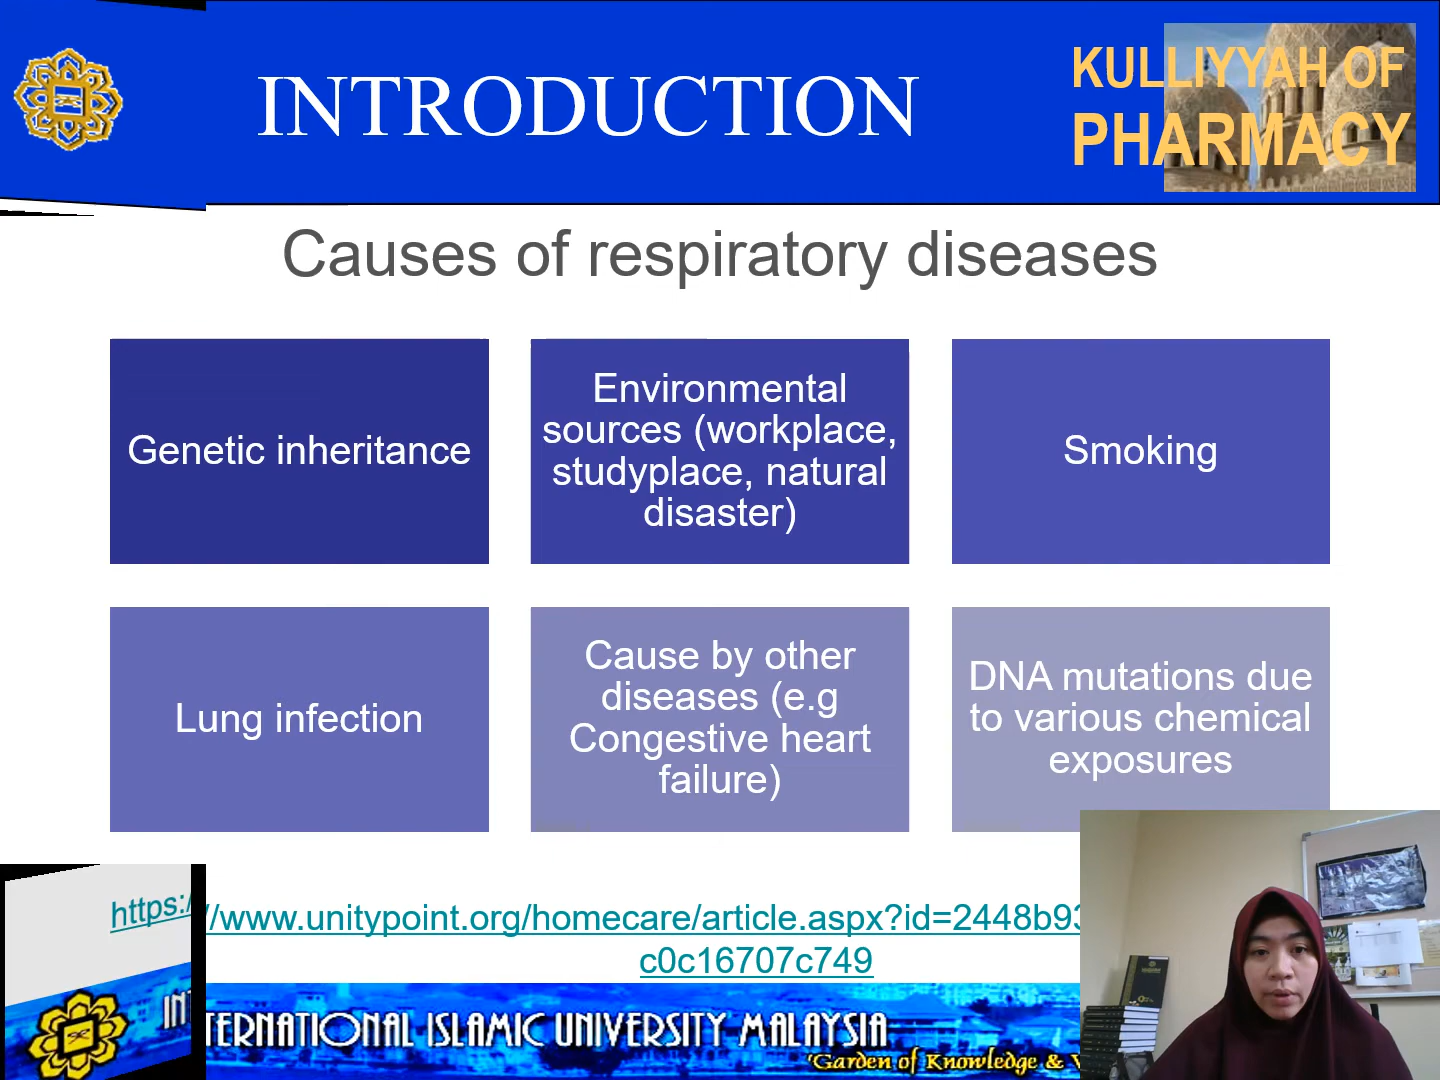 INTRODUCTION
KULLIYYAH OF
PHARMACY
Causes of respiratory diseases
Genetic inheritance
Environmental
sources (workplace,
studyplace, natural
disaster)
Smoking
Lung infection
Cause by other
diseases (e.g
Congestive heart
failure)
DNA mutations due
to various chemical
exposures
https://www.unitypoint.org/homecare/article.aspx?id=2448b93
c0c16707c749
INTERNATIONAL ISLAMIC UNIVERSITY MALAYSIA
"Garden of Knowledge &